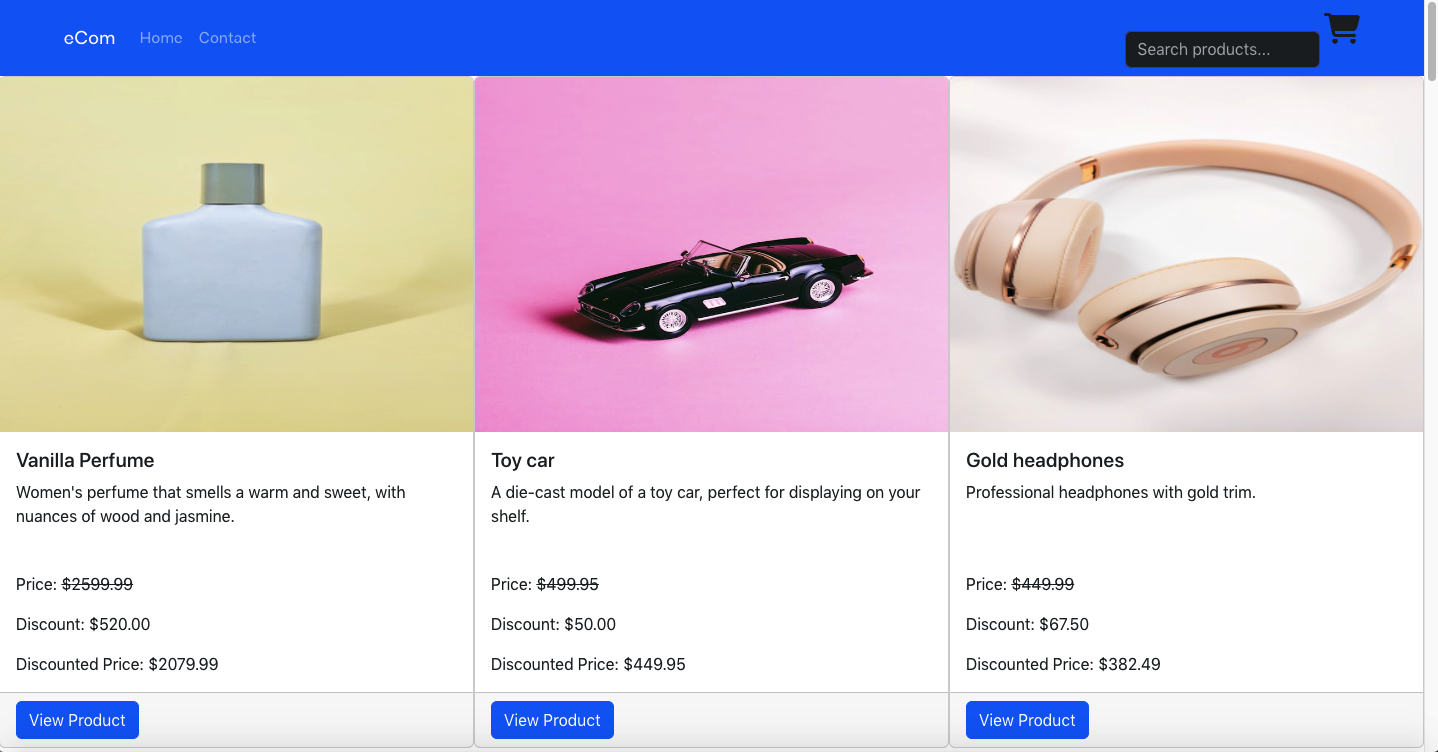 eCom Home Contact Search products...
Vanilla Perfume
Women's perfume that smells a warm and sweet, with
nuances of wood and jasmine.
Price: $2599.99
Discount: $520.00
Discounted Price: $2079.99
View Product
Toy car
A die-cast model of a toy car, perfect for displaying on your
shelf.
Price: $499.95
Discount: $50.00
Discounted Price: $449.95
View Product
Gold headphones
Professional headphones with gold trim.
Price: $449.99
Discount: $67.50
Discounted Price: $382.49
View Product